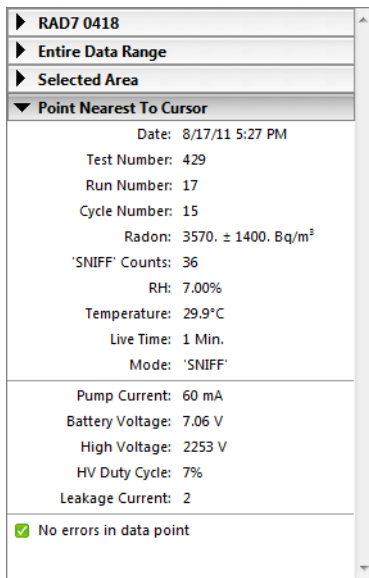 RAD7 0418
Entire Data Range
Selected Area
Point Nearest To Cursor
Date: 8/17/11 5:27 PM
Test Number: 429
Run Number: 17
Cycle Number: 15
Radon: 3570. ± 1400. Bq/m³
'SNIFF' Counts: 36
RH: 7.00%
Temperature: 29.9°C
Live Time: 1 Min.
Mode: 'SNIFF'
Pump Current: 60 mA
Battery Voltage: 7.06 V
High Voltage: 2253 V
HV Duty Cycle: 7%
Leakage Current: 2
No errors in data point